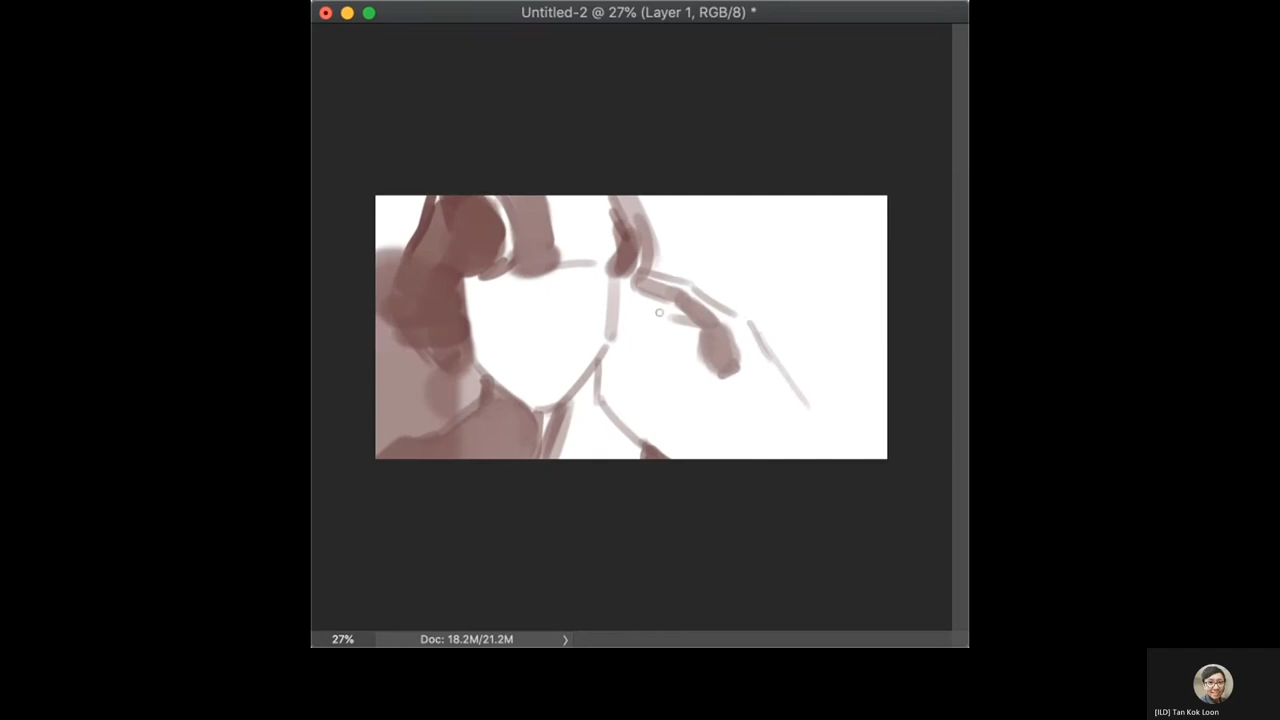 Untitled-2 @ 27% (Layer 1, RGB/8) *
27%
Doc: 18.2M/21.2M
[ILD] Tan Kok Loon